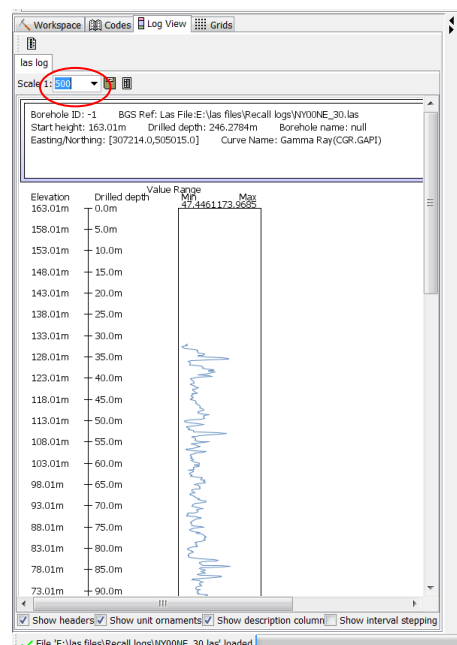 Workspace Codes Log View Grids
las log
Scale 1: 500
Borehole ID: -1 BGS Ref: Las File:E:\las files\Recall logs\NY00NE_30.las
Start height: 163.01m Drilled depth: 246.2784m Borehole name: null
Easting/Northing: [307214.0,505015.0] Curve Name: Gamma Ray(CGR.GAPI)
Value Range
Elevation Drilled depth Min Max
163.01m 0.0m 47.4461173.9685
158.01m 5.0m
153.01m 10.0m
148.01m 15.0m
143.01m 20.0m
138.01m 25.0m
133.01m 30.0m
128.01m 35.0m
123.01m 40.0m
118.01m 45.0m
113.01m 50.0m
108.01m 55.0m
103.01m 60.0m
98.01m 65.0m
93.01m 70.0m
88.01m 75.0m
83.01m 80.0m
78.01m 85.0m
73.01m 90.0m
Show headers Show unit ornaments Show description column Show interval stepping
File 'E:\las files\Recall logs\NY00NE_30.las' loaded